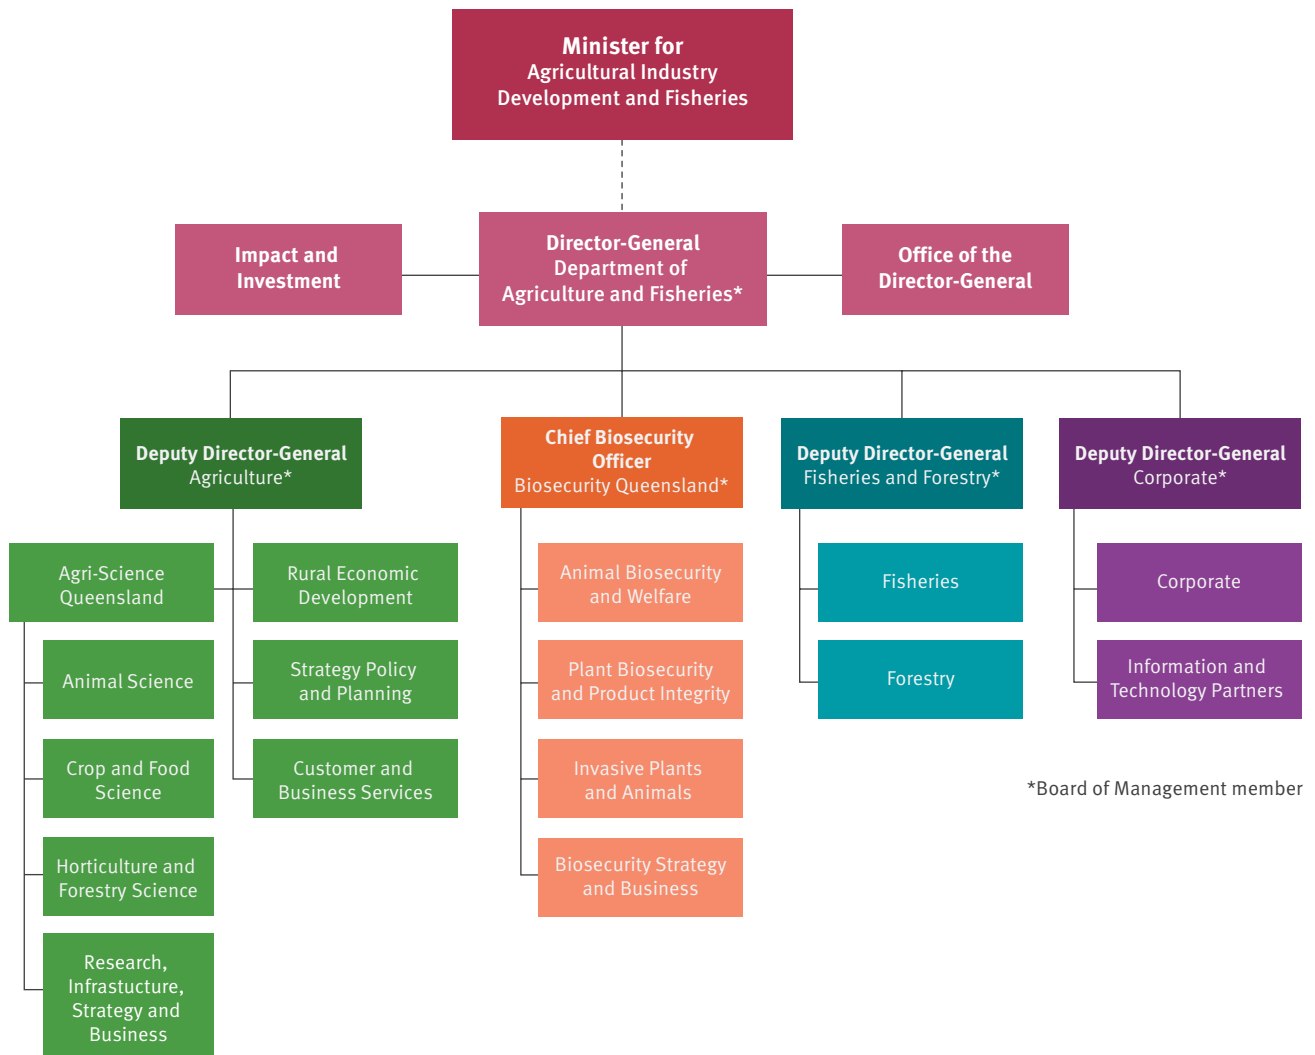 Minister for
Agricultural Industry
Development and Fisheries
Impact and
Investment
Director-General
Department of
Agriculture and Fisheries*
Office of the
Director-General
Deputy Director-General
Agriculture*
Chief Biosecurity
Officer
Biosecurity Queensland*
Deputy Director-General
Fisheries and Forestry*
Deputy Director-General
Corporate*
Agri-Science
Queensland
Animal Science
Crop and Food
Science
Horticulture and
Forestry Science
Research,
Infrastucture,
Strategy and
Business
Rural Economic
Development
Strategy Policy
and Planning
Customer and
Business Services
Animal Biosecurity
and Welfare
Plant Biosecurity
and Product Integrity
Invasive Plants
and Animals
Biosecurity Strategy
and Business
Fisheries
Forestry
Corporate
Information and
Technology Partners
*Board of Management member